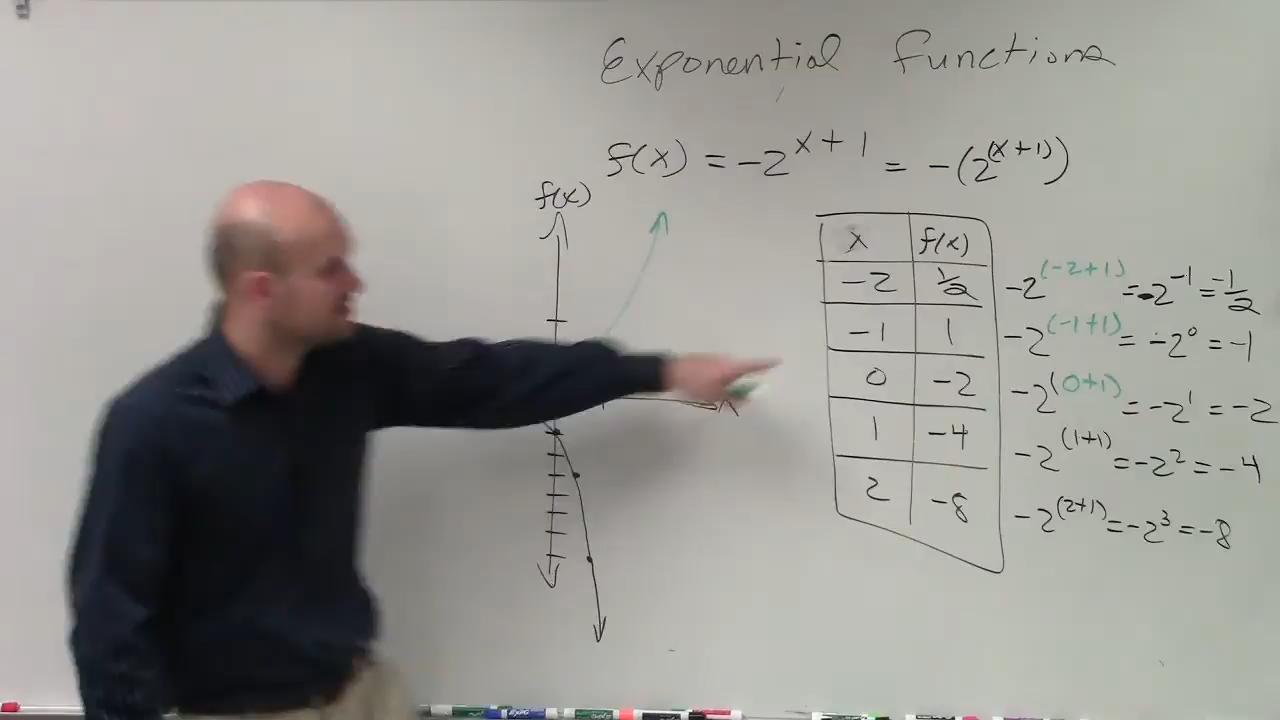 Exponential Functions
f(x) = -2^{x+1} = -(2^{(x+1)})
f(x)
x f(x)
-2 1/2 -2^{(-2+1)} = -2^{-1} = -1/2
-1 1 -2^{(-1+1)} = -2^0 = -1
0 -2 -2^{(0+1)} = -2^1 = -2
1 -4 -2^{(1+1)} = -2^2 = -4
2 -8 -2^{(2+1)} = -2^3 = -8